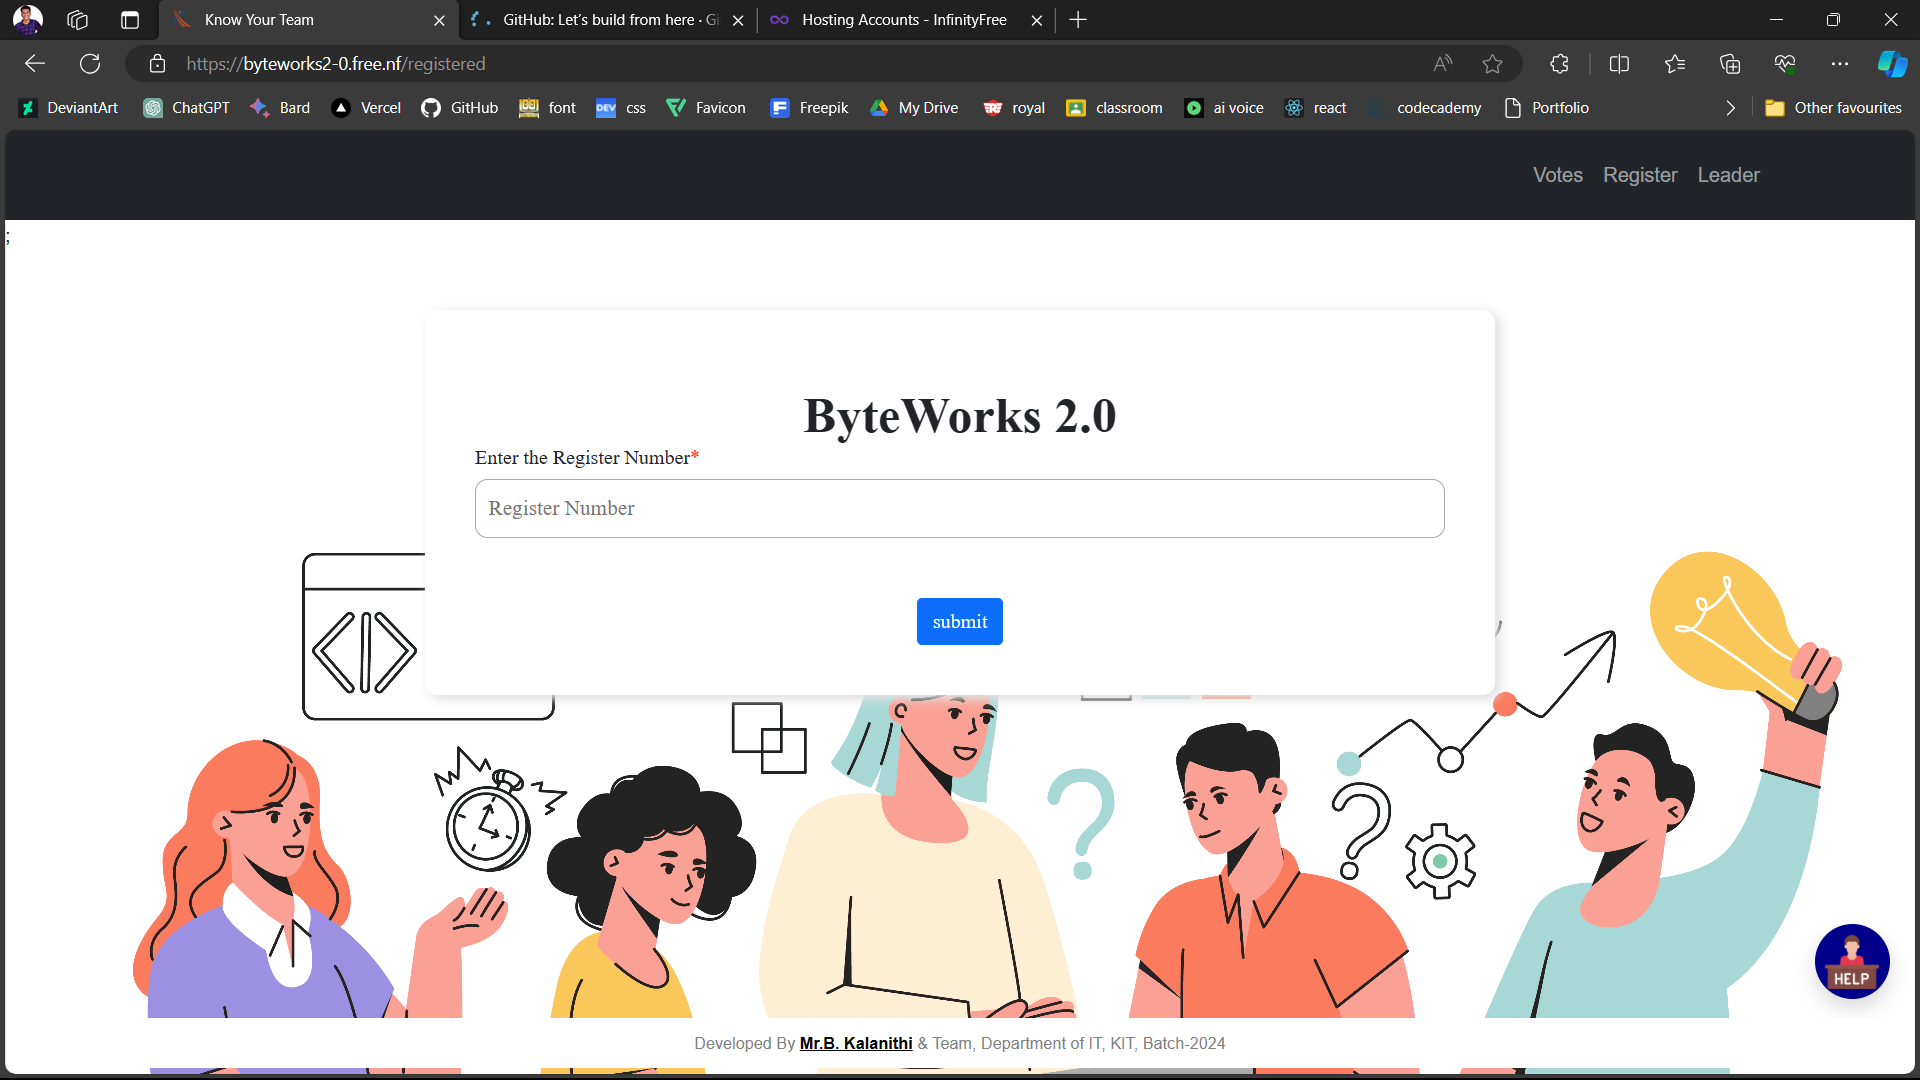 Know Your Team
GitHub: Let's build from here · Gi
Hosting Accounts - InfinityFree
https://byteworks2-0.free.nf/registered
DeviantArt
ChatGPT
Bard
Vercel
GitHub
font
DEV css
Favicon
Freepik
My Drive
royal
classroom
ai voice
react
codecademy
Portfolio
Other favourites
Votes Register Leader
;
ByteWorks 2.0
Enter the Register Number*
Register Number
submit
HELP
Developed By Mr.B. Kalanithi & Team, Department of IT, KIT, Batch-2024